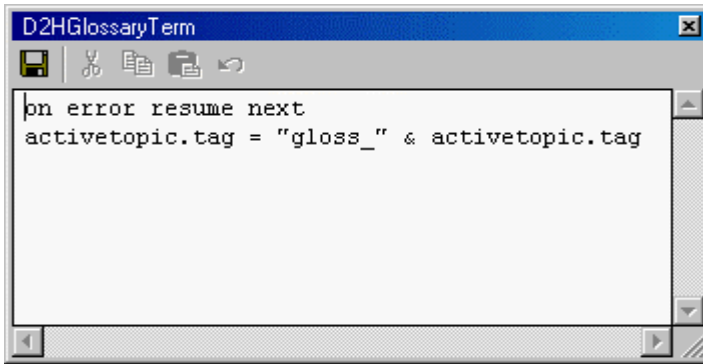 D2HGlossaryTerm
on error resume next
activetopic.tag = "gloss_" & activetopic.tag